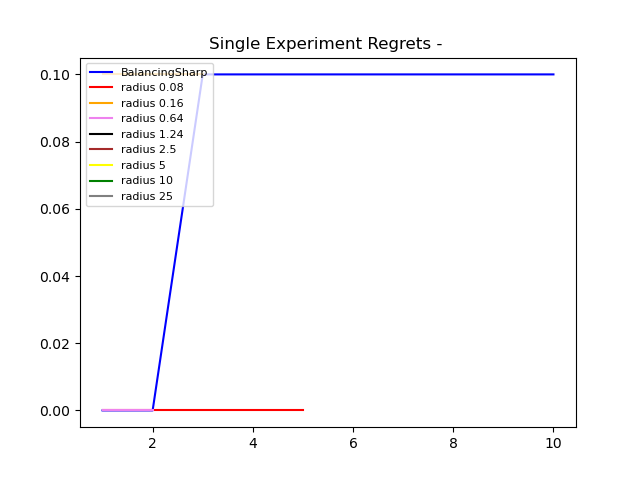 Single Experiment Regrets -
BalancingSharp
radius 0.08
radius 0.16
radius 0.64
radius 1.24
radius 2.5
radius 5
radius 10
radius 25
0.10
0.08
0.06
0.04
0.02
0.00
2 4 6 8 10